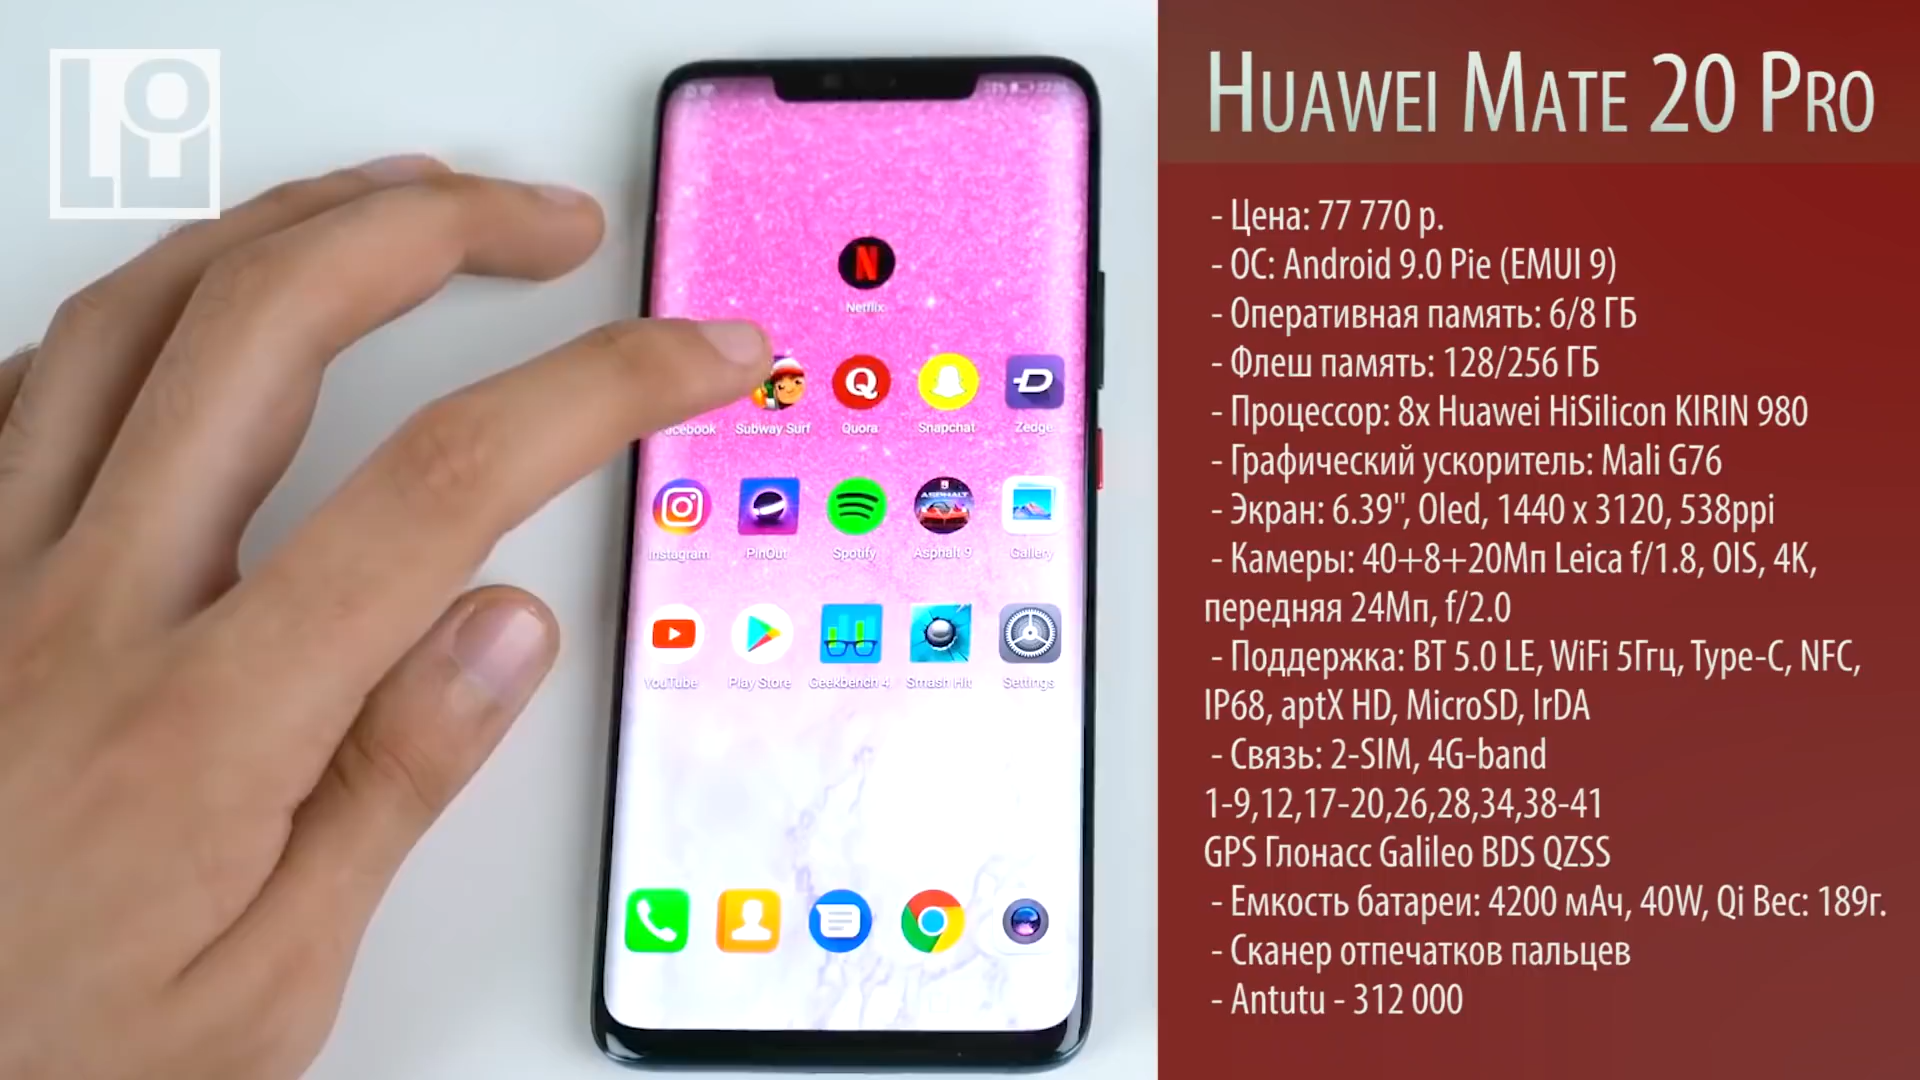 Huawei Mate 20 Pro
- Цена: 77 770 р.
- ОС: Android 9.0 Pie (EMUI 9)
- Оперативная память: 6/8 ГБ
- Флеш память: 128/256 ГБ
- Процессор: 8x Huawei HiSilicon KIRIN 980
- Графический ускоритель: Mali G76
- Экран: 6.39", Oled, 1440 x 3120, 538ppi
- Камеры: 40+8+20Мп Leica f/1.8, OIS, 4K,
передняя 24Мп, f/2.0
- Поддержка: BT 5.0 LE, WiFi 5Ггц, Type-C, NFC,
IP68, aptX HD, MicroSD, IrDA
- Связь: 2-SIM, 4G-band
1-9,12,17-20,26,28,34,38-41
GPS Глонасс Galileo BDS QZSS
- Емкость батареи: 4200 мАч, 40W, Qi Вес: 189г.
- Сканер отпечатков пальцев
- Antutu - 312 000
N
Netflix
Q
acebook Subway Surf Quora Snapchat Zedge
ASPHALT
Instagram PinOut Spotify Asphalt 9 Gallery
YouTube Play Store Geekbench 4 Smash Hit Settings